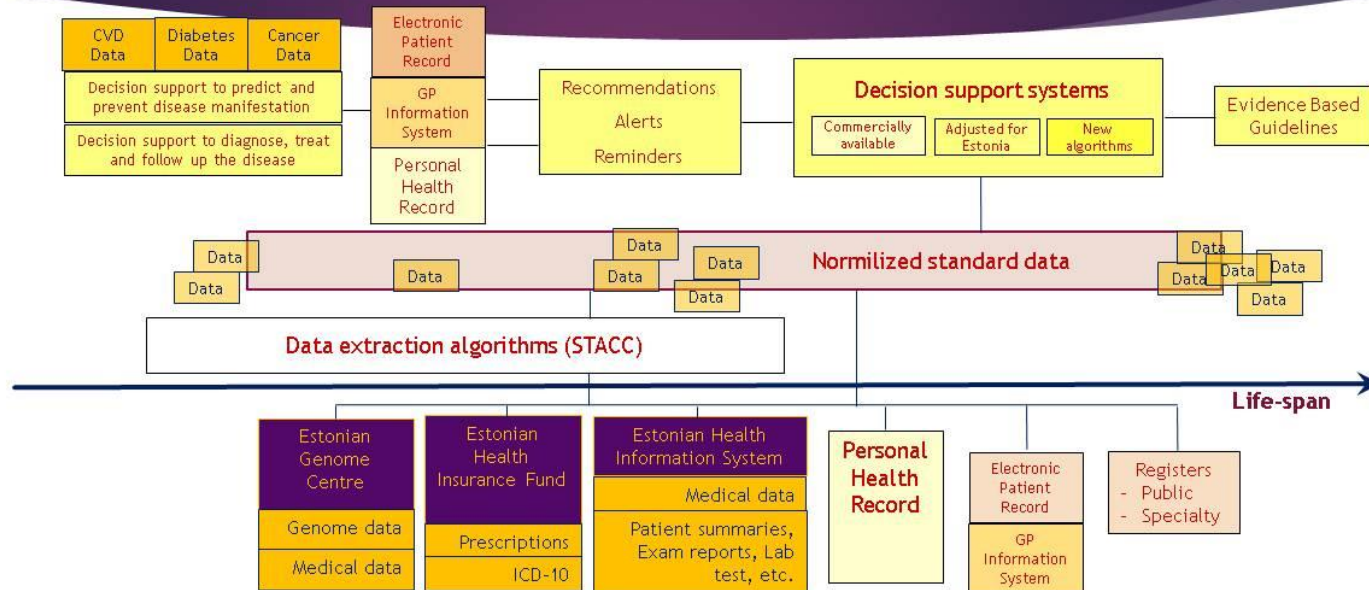 CVD
Data
Diabetes
Data
Cancer
Data
Decision support to predict and
prevent disease manifestation
Decision support to diagnose, treat
and follow up the disease
Electronic
Patient
Record
GP
Information
System
Personal
Health
Record
Recommendations
Alerts
Reminders
Decision support systems
Commercially
available
Adjusted for
Estonia
New
algorithms
Evidence Based
Guidelines
Data
Data
Data
Data
Data
Data
Data
Normilized standard data
Data
Data
Data
Data
Data
Data extraction algorithms (STACC)
Life-span
Estonian
Genome
Centre
Genome data
Medical data
Estonian
Health
Insurance Fund
Prescriptions
ICD-10
Estonian Health
Information System
Medical data
Patient summaries,
Exam reports, Lab
test, etc.
Personal
Health
Record
Electronic
Patient
Record
GP
Information
System
Registers
- Public
- Specialty